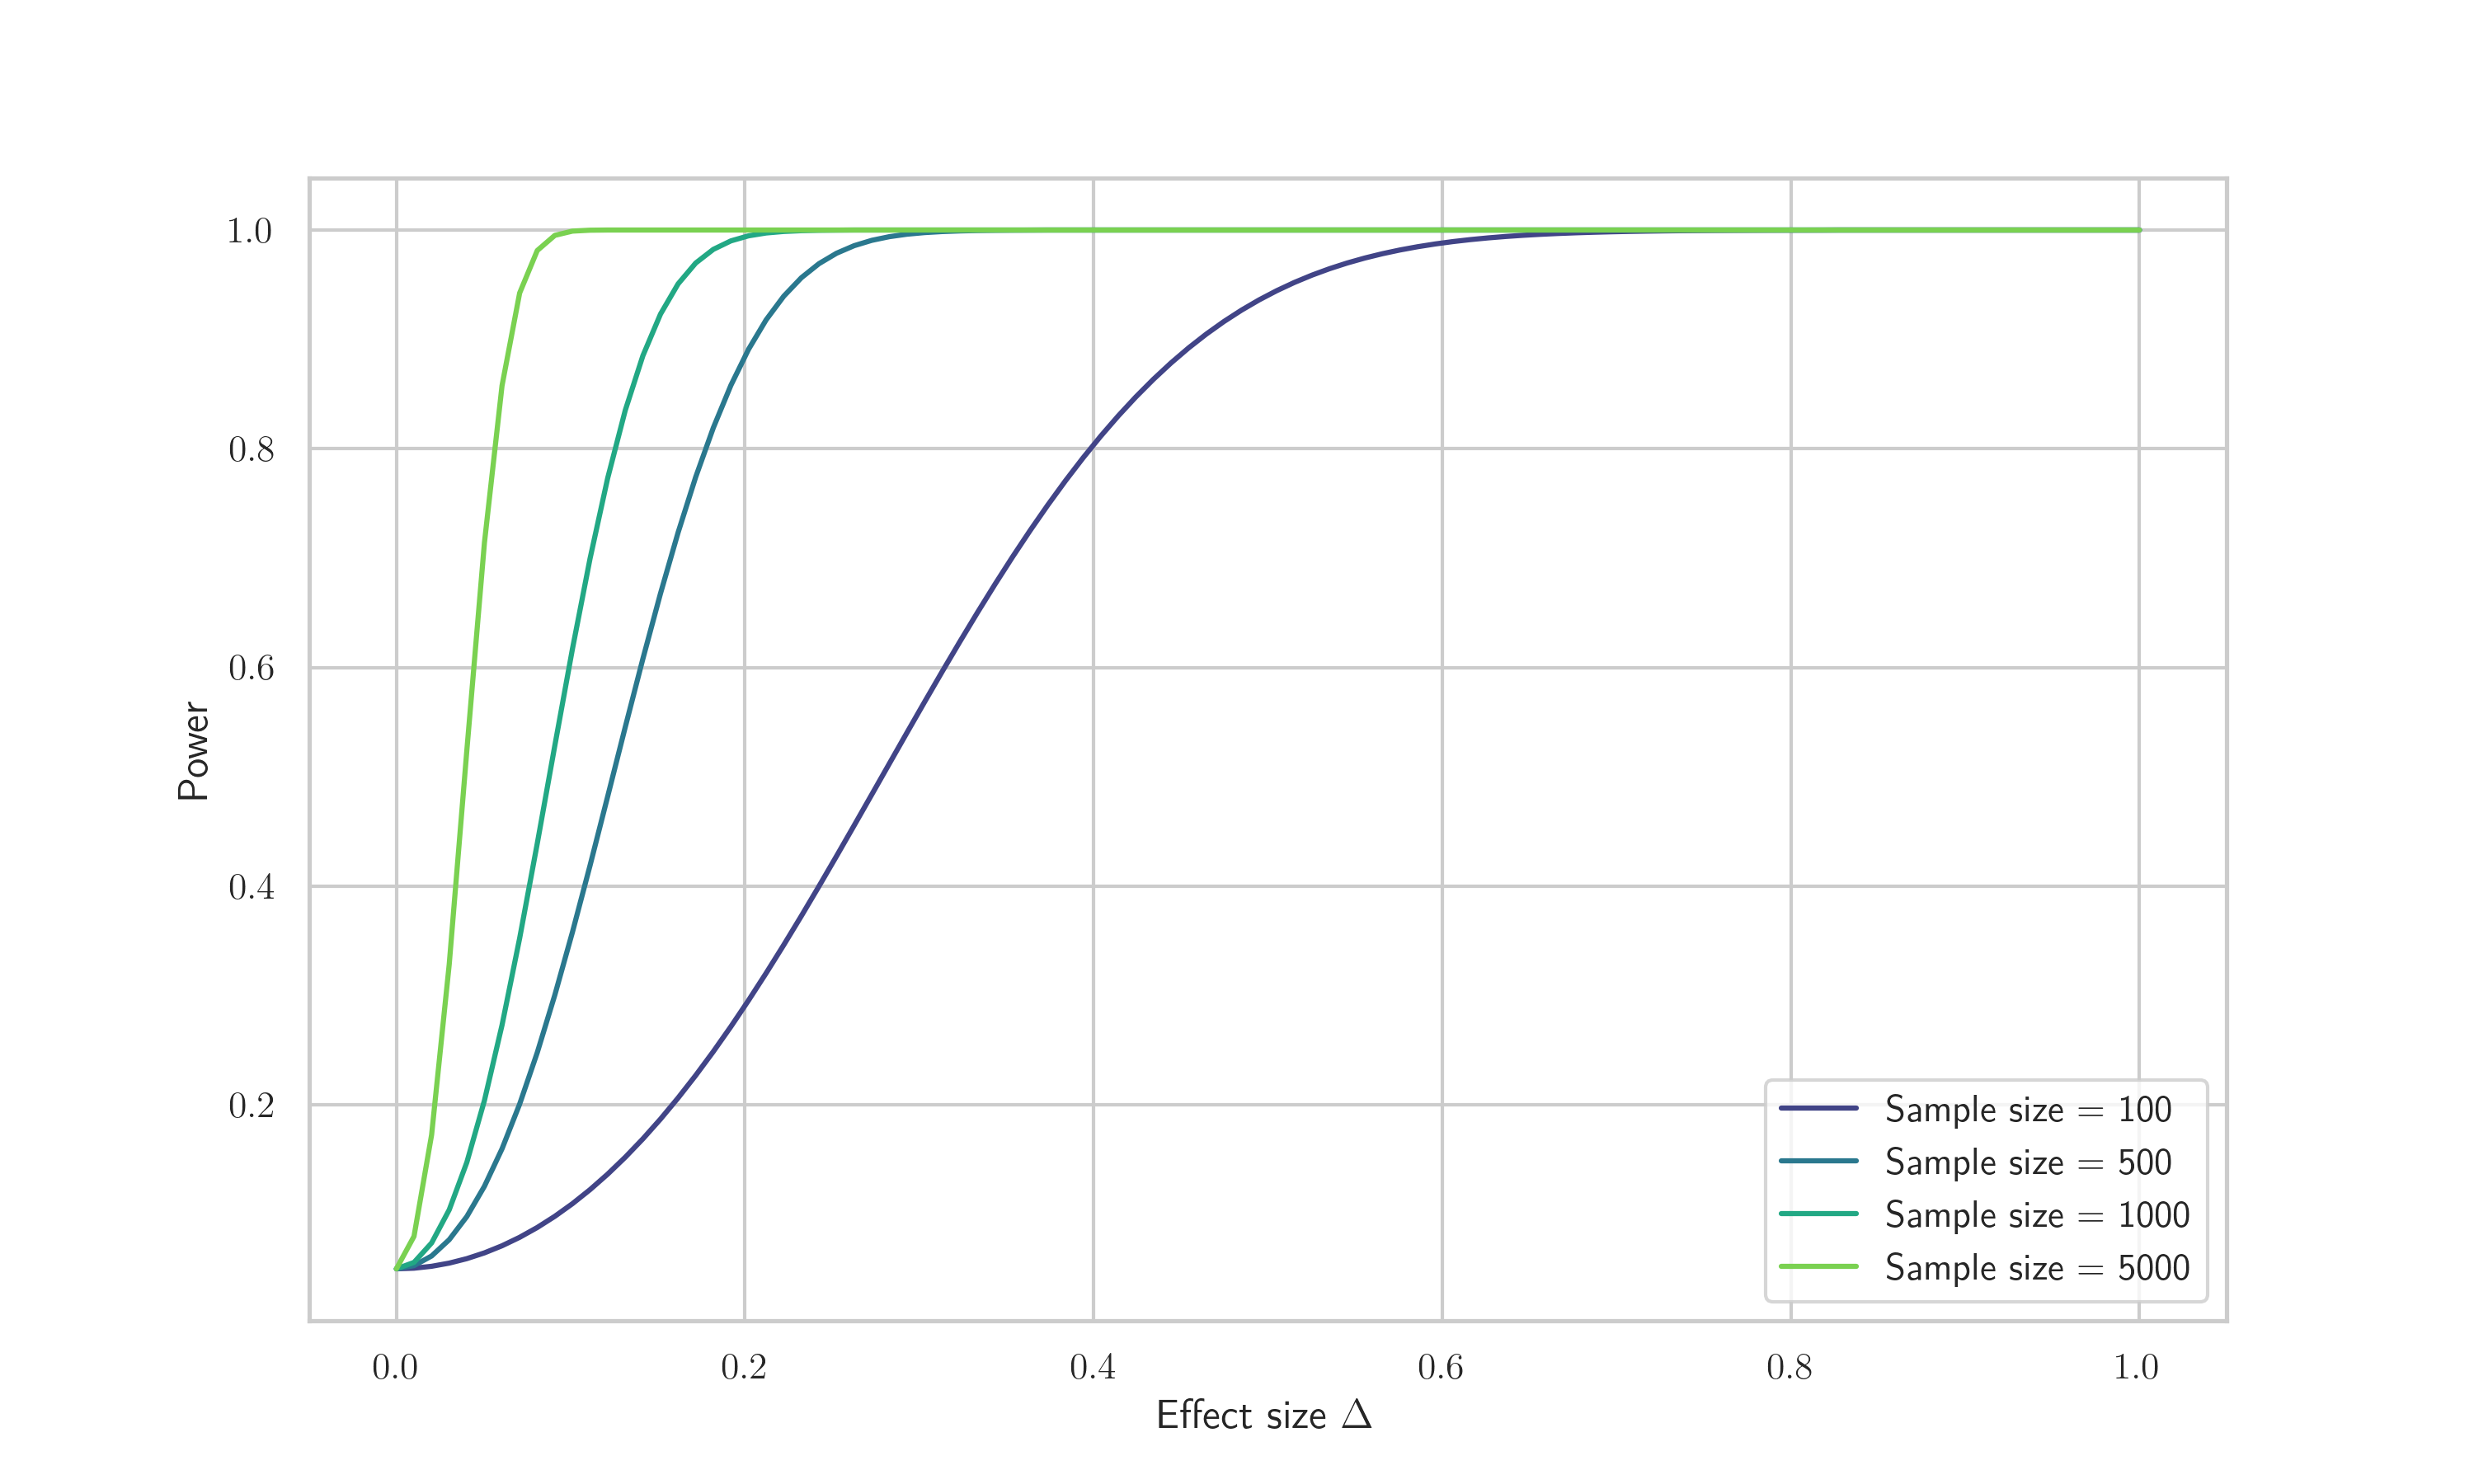 1.0
0.8
0.6
0.4
0.2
Power
0.0 0.2 0.4 0.6 0.8 1.0
Effect size Δ
Sample size = 100
Sample size = 500
Sample size = 1000
Sample size = 5000